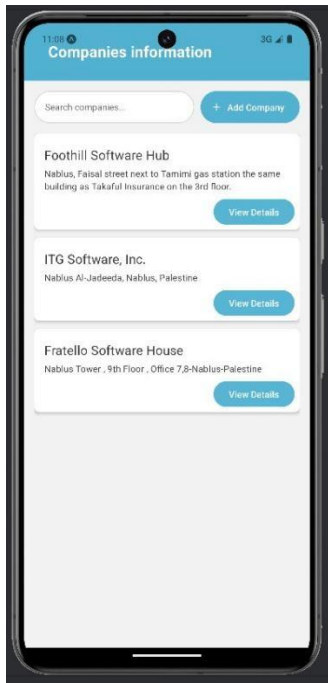 11:08 3G
Companies information
Search companies...
+ Add Company
Foothill Software Hub
Nablus, Faisal street next to Tamimi gas station the same
building as Takaful Insurance on the 3rd floor.
View Details
ITG Software, Inc.
Nablus Al-Jadeeda, Nablus, Palestine
View Details
Fratello Software House
Nablus Tower , 9th Floor , Office 7,8-Nablus-Palestine
View Details